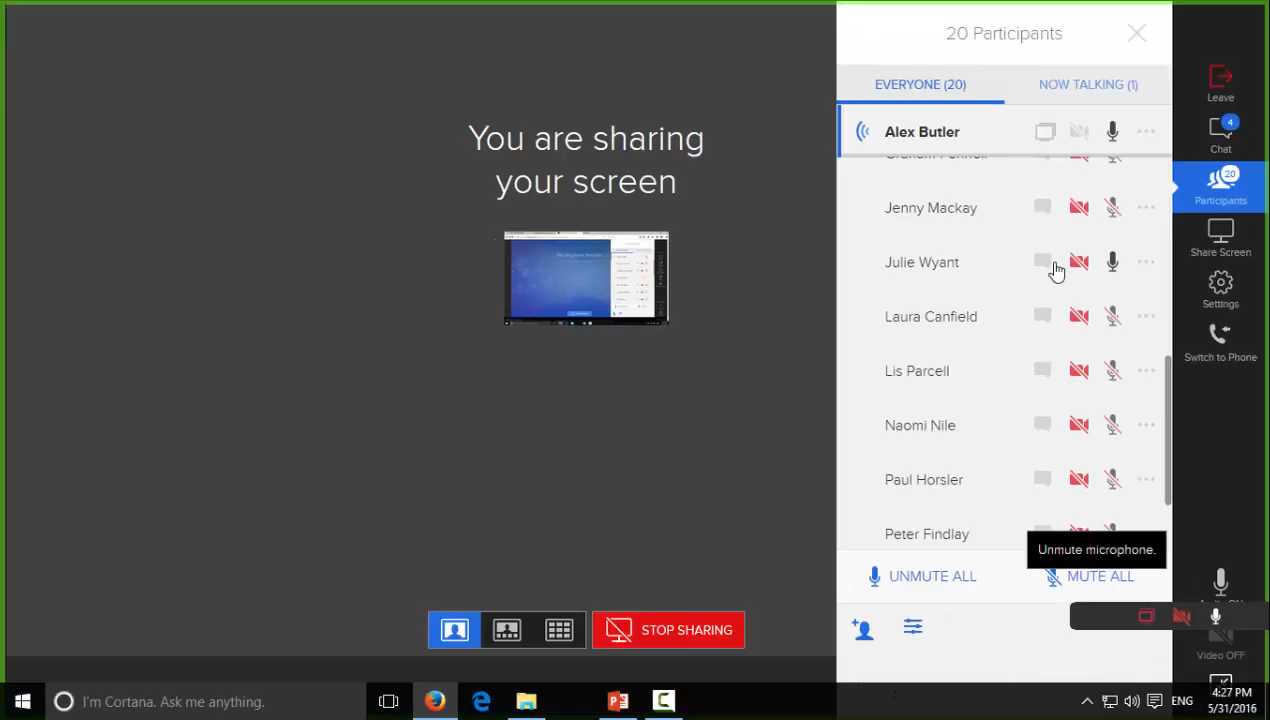 20 Participants
EVERYONE (20)
NOW TALKING (1)
Alex Butler
Jenny Mackay
Julie Wyant
Laura Canfield
Lis Parcell
Naomi Nile
Paul Horsler
Peter Findlay
Unmute microphone.
UNMUTE ALL
MUTE ALL
You are sharing
your screen
STOP SHARING
Leave
4
Chat
20
Participants
Share Screen
Settings
Switch to Phone
Video OFF
I'm Cortana. Ask me anything.
ENG
4:27 PM
5/31/2016